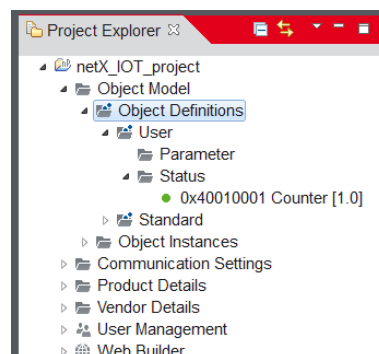 Project Explorer
netX_IOT_project
Object Model
Object Definitions
User
Parameter
Status
0x40010001 Counter [1.0]
Standard
Object Instances
Communication Settings
Product Details
Vendor Details
User Management
Web Builder